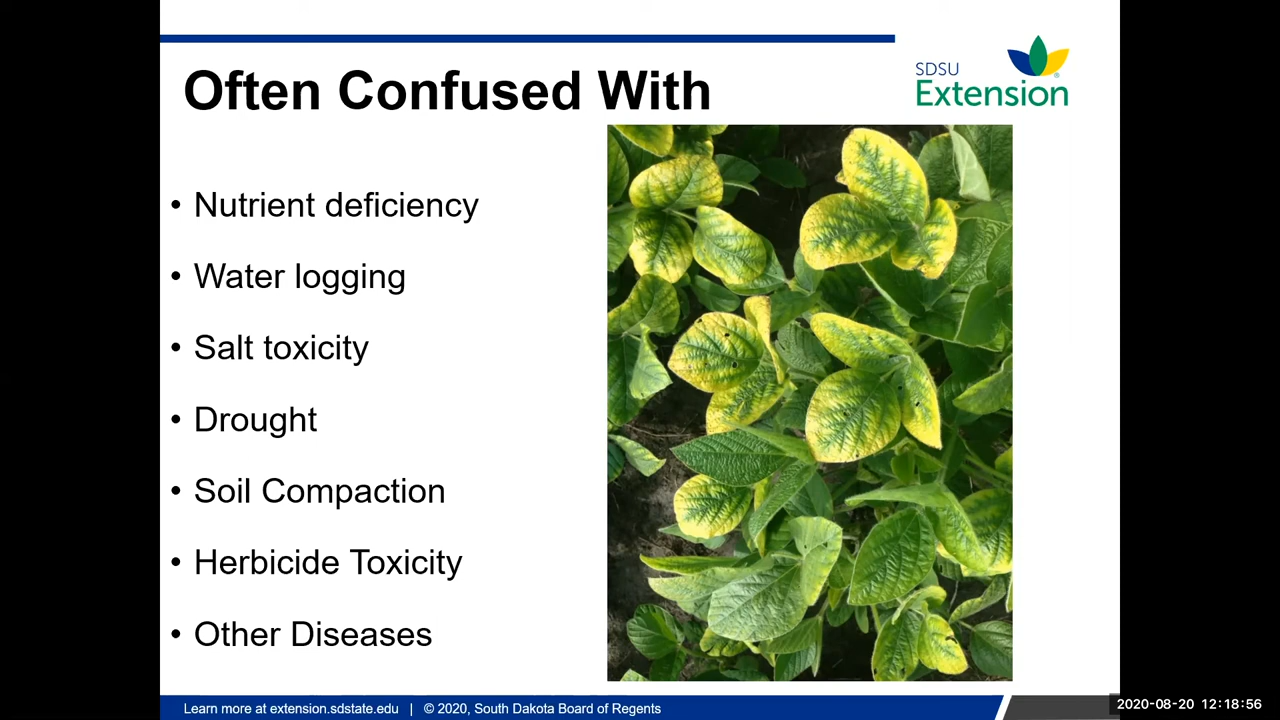 Often Confused With
SDSU
Extension
• Nutrient deficiency
• Water logging
• Salt toxicity
• Drought
• Soil Compaction
• Herbicide Toxicity
• Other Diseases
Learn more at extension.sdstate.edu | © 2020, South Dakota Board of Regents
2020-08-20 12:18:56